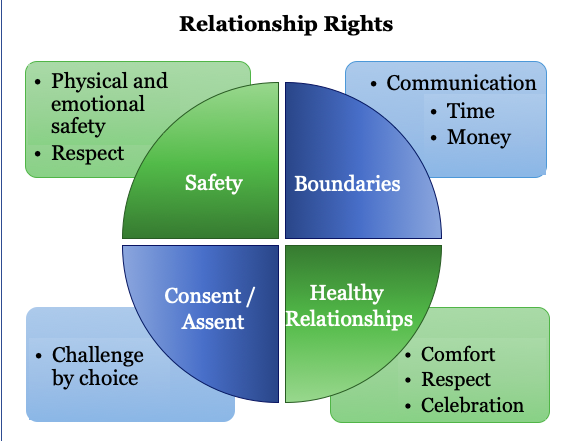 Relationship Rights
• Physical and
emotional
safety
• Respect
• Communication
• Time
• Money
Safety
Boundaries
Consent /
Assent
Healthy
Relationships
• Challenge
by choice
• Comfort
• Respect
• Celebration